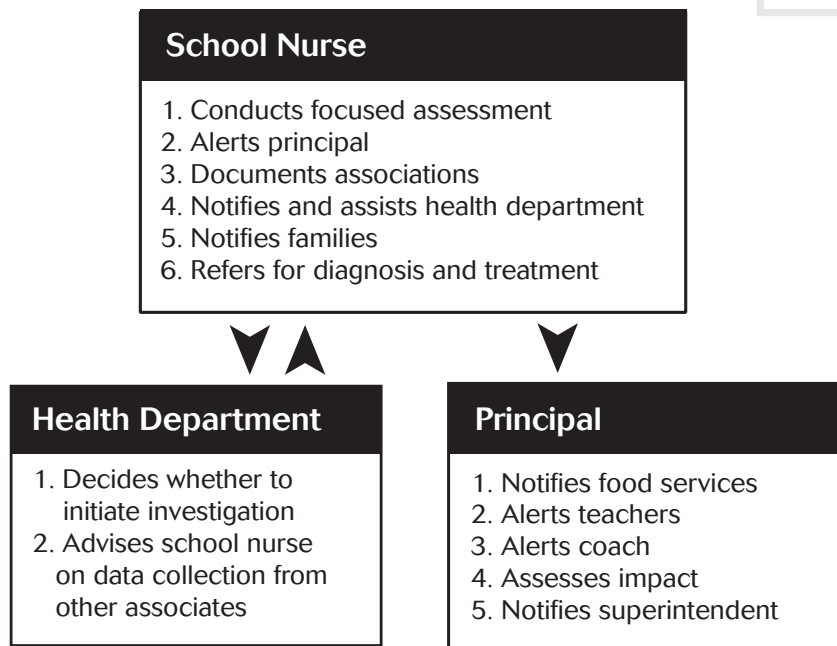 School Nurse
1. Conducts focused assessment
2. Alerts principal
3. Documents associations
4. Notifies and assists health department
5. Notifies families
6. Refers for diagnosis and treatment
Health Department
1. Decides whether to
initiate investigation
2. Advises school nurse
on data collection from
other associates
Principal
1. Notifies food services
2. Alerts teachers
3. Alerts coach
4. Assesses impact
5. Notifies superintendent